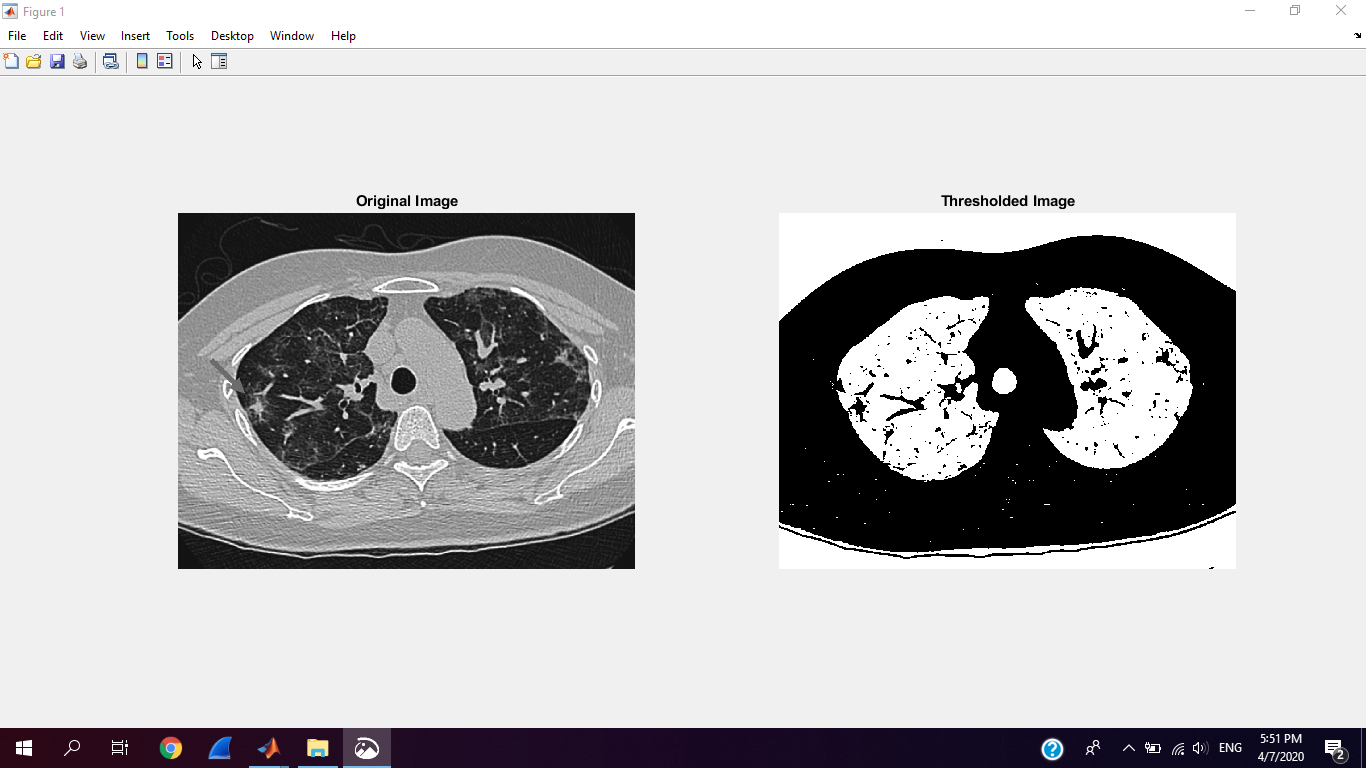 Figure 1
File Edit View Insert Tools Desktop Window Help
Original Image
Thresholded Image
ENG
5:51 PM
4/7/2020
2